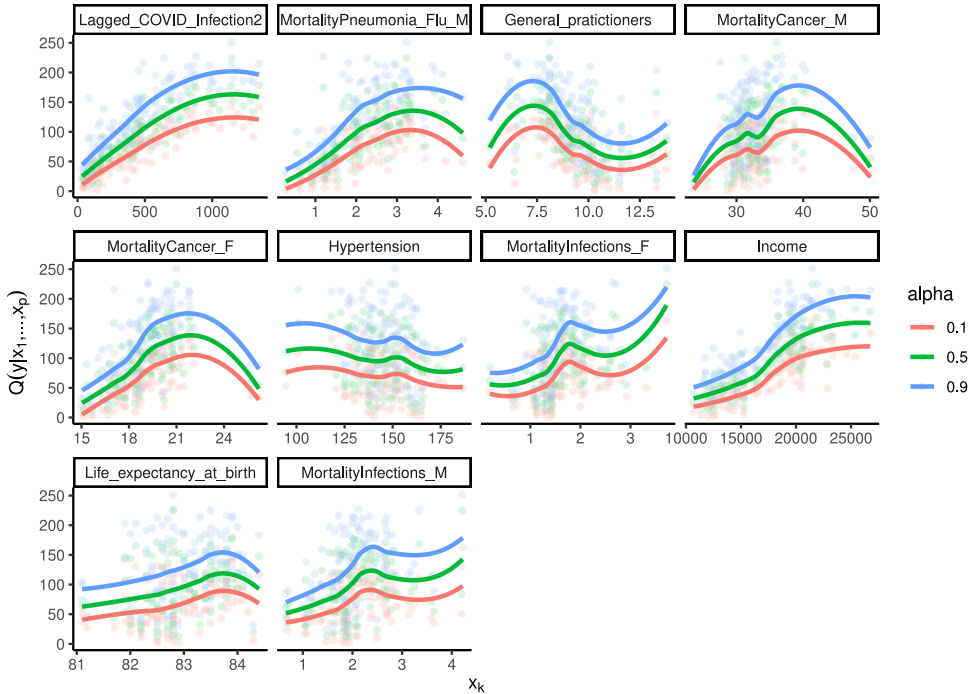 Lagged_COVID_Infection2
MortalityPneumonia_Flu_M
General_pratictioners
MortalityCancer_M
250
200
150
100
50
0
0 500 1000
1 2 3 4
5.0 7.5 10.0 12.5
30 40 50
MortalityCancer_F
Hypertension
MortalityInfections_F
Income
250
200
150
100
50
0
15 18 21 24
100 125 150 175
1 2 3
10000 15000 20000 25000
Life_expectancy_at_birth
MortalityInfections_M
250
200
150
100
50
0
81 82 83 84
1 2 3 4
Q(y|x1,...,xp)
xk
alpha
0.1
0.5
0.9